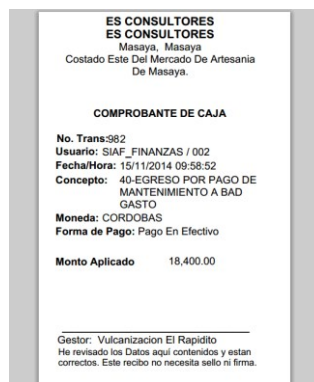 ES CONSULTORES
ES CONSULTORES
Masaya, Masaya
Costado Este Del Mercado De Artesania
De Masaya.
COMPROBANTE DE CAJA
No. Trans:982
Usuario: SIAF_FINANZAS / 002
Fecha/Hora: 15/11/2014 09:58:52
Concepto: 40-EGRESO POR PAGO DE
MANTENIMIENTO A BAD
GASTO
Moneda: CORDOBAS
Forma de Pago: Pago En Efectivo
Monto Aplicado 18,400.00
Gestor: Vulcanizacion El Rapidito
He revisado los Datos aquí contenidos y estan
correctos. Este recibo no necesita sello ni firma.